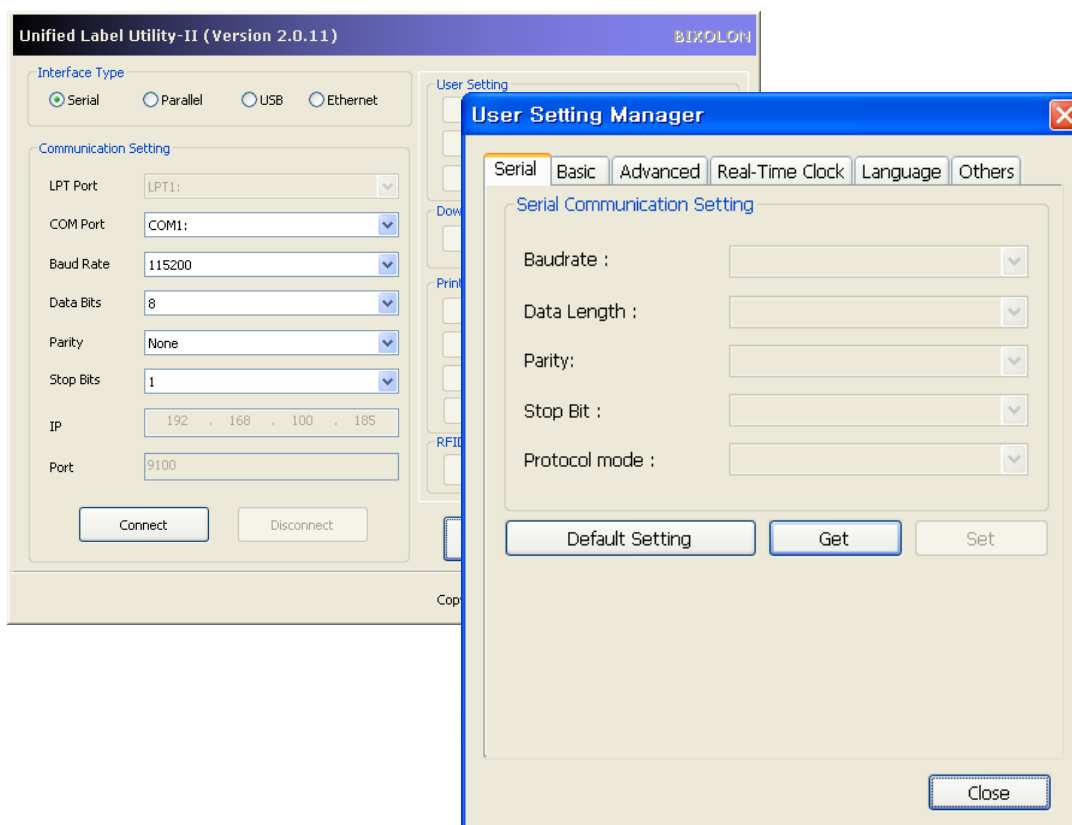 Unified Label Utility-II (Version 2.0.11)
BIXOLON
Interface Type
Serial
Parallel
USB
Ethernet
Communication Setting
LPT Port
LPT1:
COM Port
COM1:
Baud Rate
115200
Data Bits
8
Parity
None
Stop Bits
1
IP
192 . 168 . 100 . 185
Port
9100
Connect
Disconnect
User Setting
User Setting Manager
Serial
Basic
Advanced
Real-Time Clock
Language
Others
Serial Communication Setting
Baudrate :
Data Length :
Parity:
Stop Bit :
Protocol mode :
Default Setting
Get
Set
Close